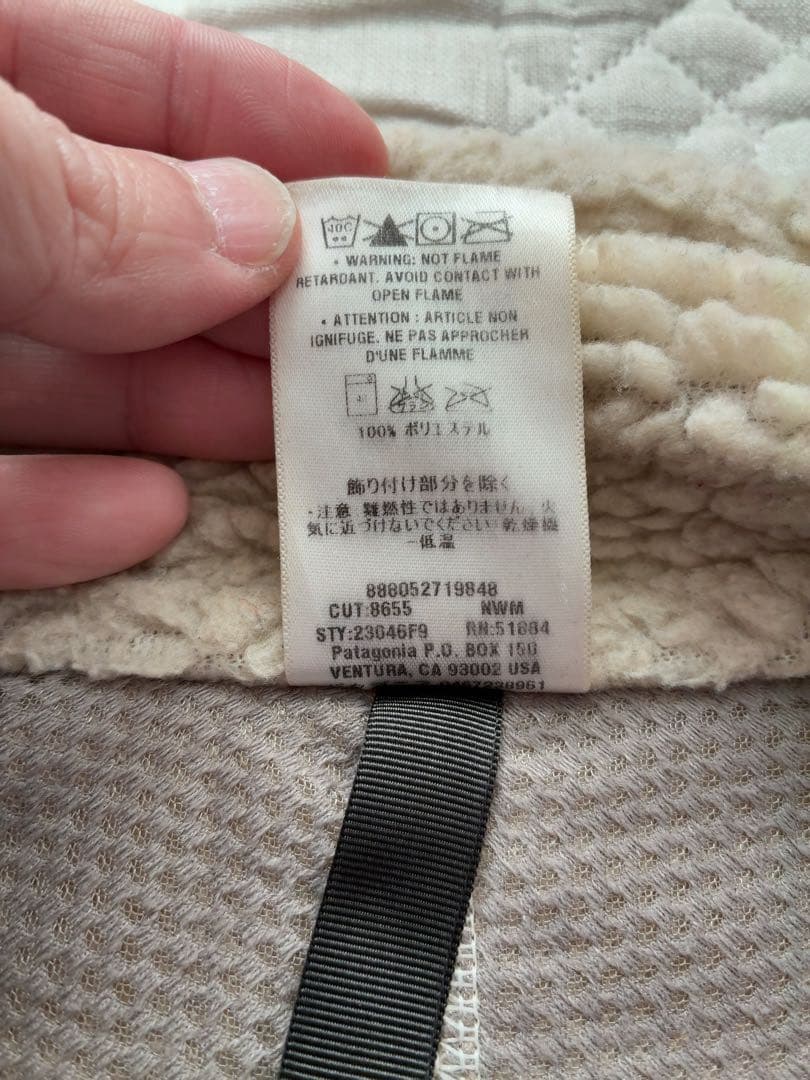 40C
• WARNING: NOT FLAME
RETARDANT. AVOID CONTACT WITH
OPEN FLAME
• ATTENTION : ARTICLE NON
IGNIFUGE. NE PAS APPROCHER
D'UNE FLAMME
100% ポリエステル
飾り付け部分を除く
・注意 難燃性ではありません。火
気に近づけないでください 乾燥機
ー低温
888052719848
CUT:8655 NWM
STY:23046F9 RN:51884
Patagonia P.O. BOX 150
VENTURA, CA 93002 USA